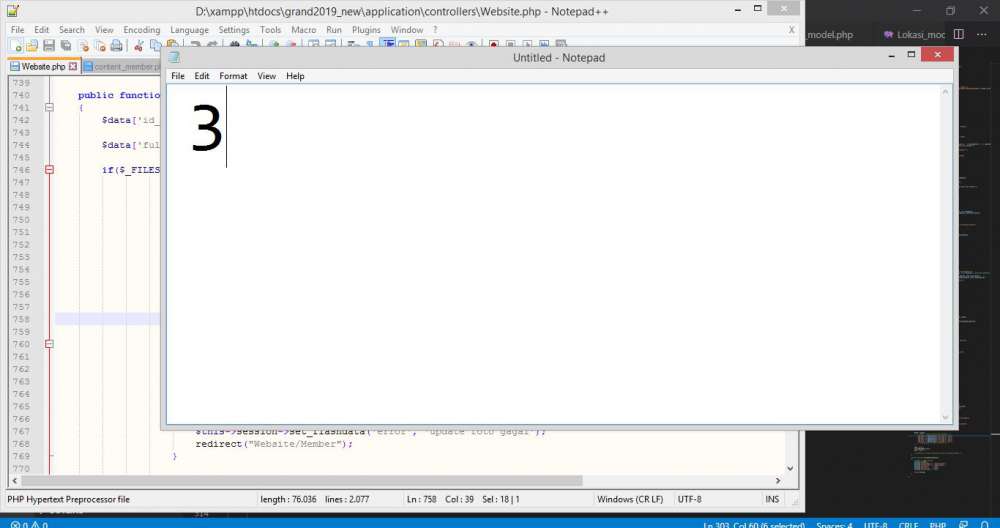 D:\xampp\htdocs\grand2019_new\application\controllers\Website.php - Notepad++
File Edit Search View Encoding Language Settings Tools Macro Run Plugins Window ? X
model.php Lokasi_mod
Website.php content_member.p
Untitled - Notepad
File Edit Format View Help
3
739
740 public function
741 {
742 $data['id_
743
744 $data['ful
745
746 if($_FILES
747
748
749
750
751
752
753
754
755
756
757
758
759
760
761
762
763
764
765
766
767 $this->session->set_flashdata('error', 'update foto gagal');
768 redirect("Website/Member");
769 }
770
PHP Hypertext Preprocessor file length : 76.036 lines : 2.077 Ln : 758 Col : 39 Sel : 18 | 1 Windows (CR LF) UTF-8 INS
514
0 0 Ln 303, Col 60 (6 selected) Spaces: 4 UTF-8 CRLF PHP